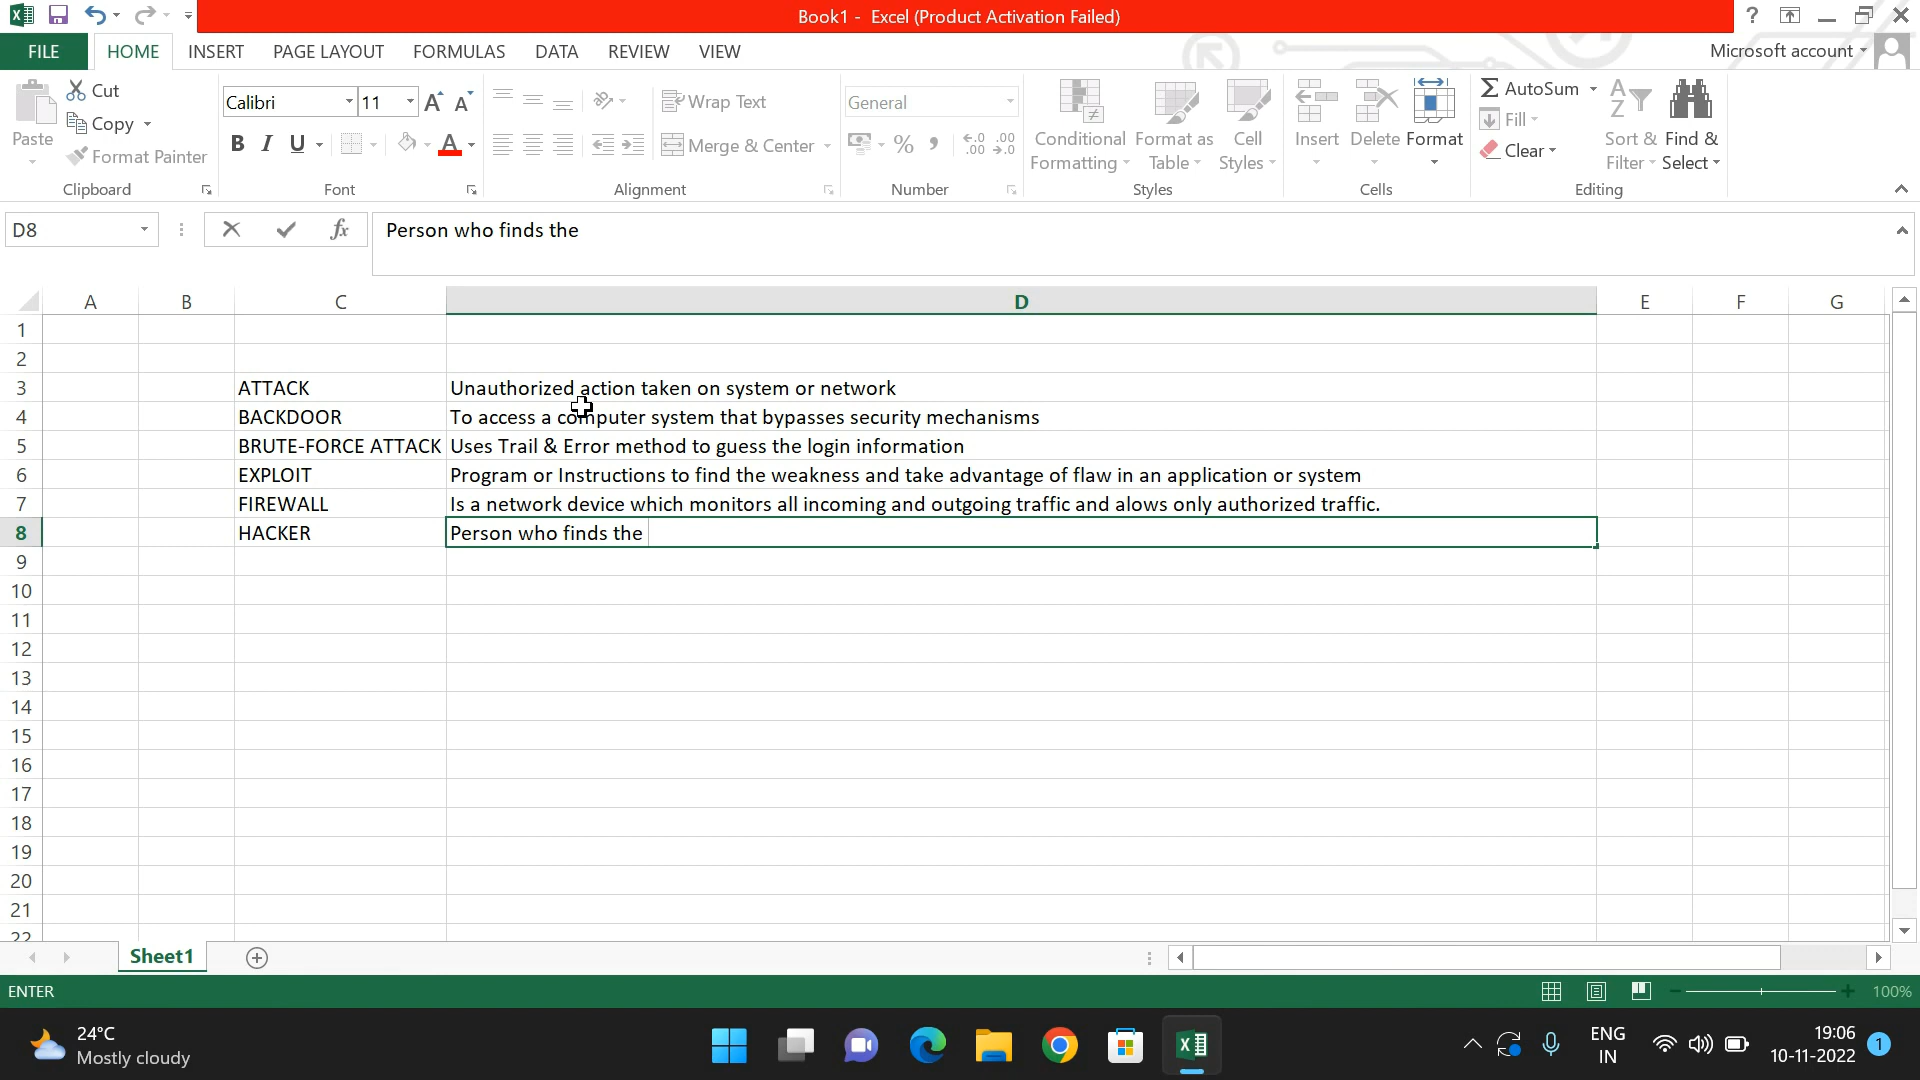 Book1 - Excel (Product Activation Failed)
?
FILE HOME INSERT PAGE LAYOUT FORMULAS DATA REVIEW VIEW Microsoft account
Paste Cut Copy Format Painter
Clipboard
Calibri 11 A A
B I U A
Font
Wrap Text
Merge & Center
Alignment
General
% , .0 .00 .00 .0
Number
Conditional Formatting Format as Table Cell Styles
Styles
Insert Delete Format
Cells
AutoSum Fill Clear
Sort & Filter Find & Select
Editing
D8 fx Person who finds the
A B C D E F G
1
2
3 ATTACK Unauthorized action taken on system or network
4 BACKDOOR To access a computer system that bypasses security mechanisms
5 BRUTE-FORCE ATTACK Uses Trail & Error method to guess the login information
6 EXPLOIT Program or Instructions to find the weakness and take advantage of flaw in an application or system
7 FIREWALL Is a network device which monitors all incoming and outgoing traffic and alows only authorized traffic.
8 HACKER Person who finds the
9
10
11
12
13
14
15
16
17
18
19
20
21
22
Sheet1
ENTER 100%
24°C
Mostly cloudy
ENG
IN
19:06
10-11-2022
1